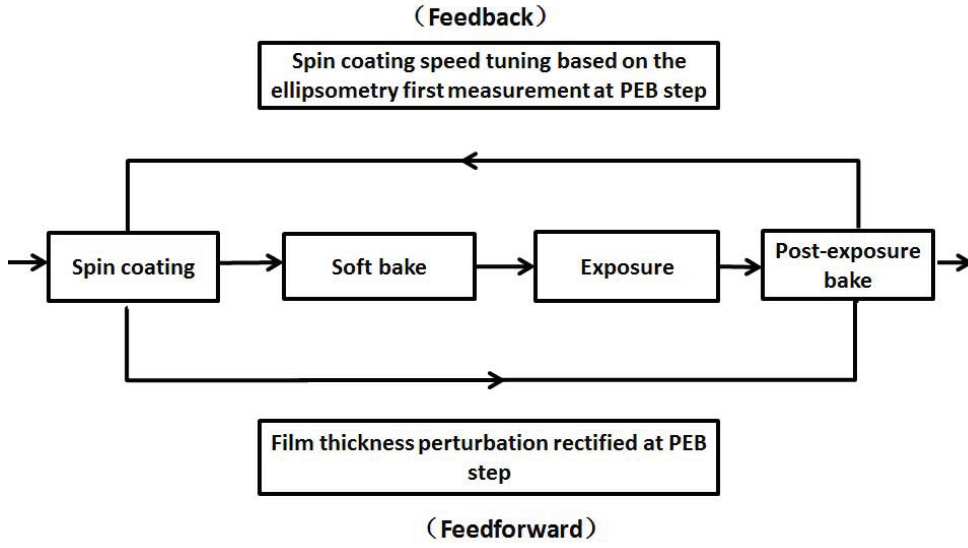 （Feedback）
Spin coating speed tuning based on the
ellipsometry first measurement at PEB step
Spin coating
Soft bake
Exposure
Post-exposure
bake
Film thickness perturbation rectified at PEB
step
（Feedforward）